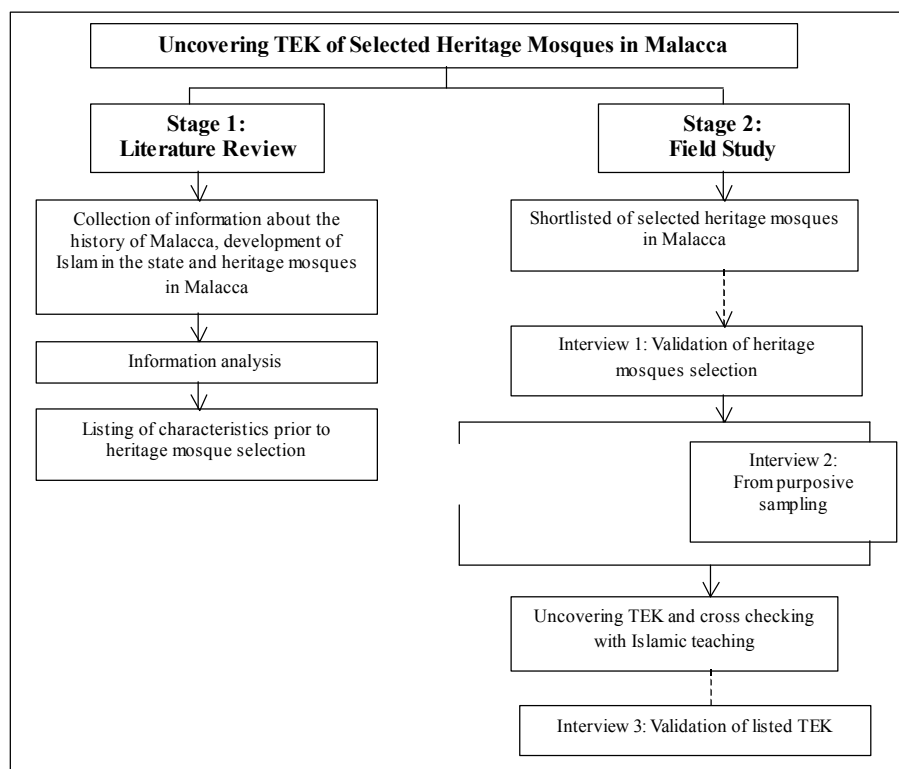 Uncovering TEK of Selected Heritage Mosques in Malacca
Stage 1:
Literature Review
Collection of information about the
history of Malacca, development of
Islam in the state and heritage mosques
in Malacca
Information analysis
Listing of characteristics prior to
heritage mosque selection
Stage 2:
Field Study
Shortlisted of selected heritage mosques
in Malacca
Interview 1: Validation of heritage
mosques selection
Interview 2:
From purposive
sampling
Uncovering TEK and cross checking
with Islamic teaching
Interview 3: Validation of listed TEK